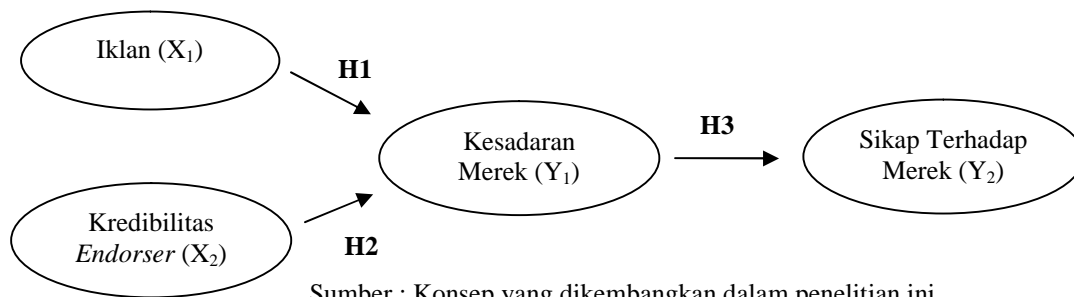 Iklan (X₁)
H1
Kesadaran
Merek (Y₁)
H3
Sikap Terhadap
Merek (Y₂)
Kredibilitas
Endorser (X₂)
H2
Sumber : Konsep yang dikembangkan dalam penelitian ini